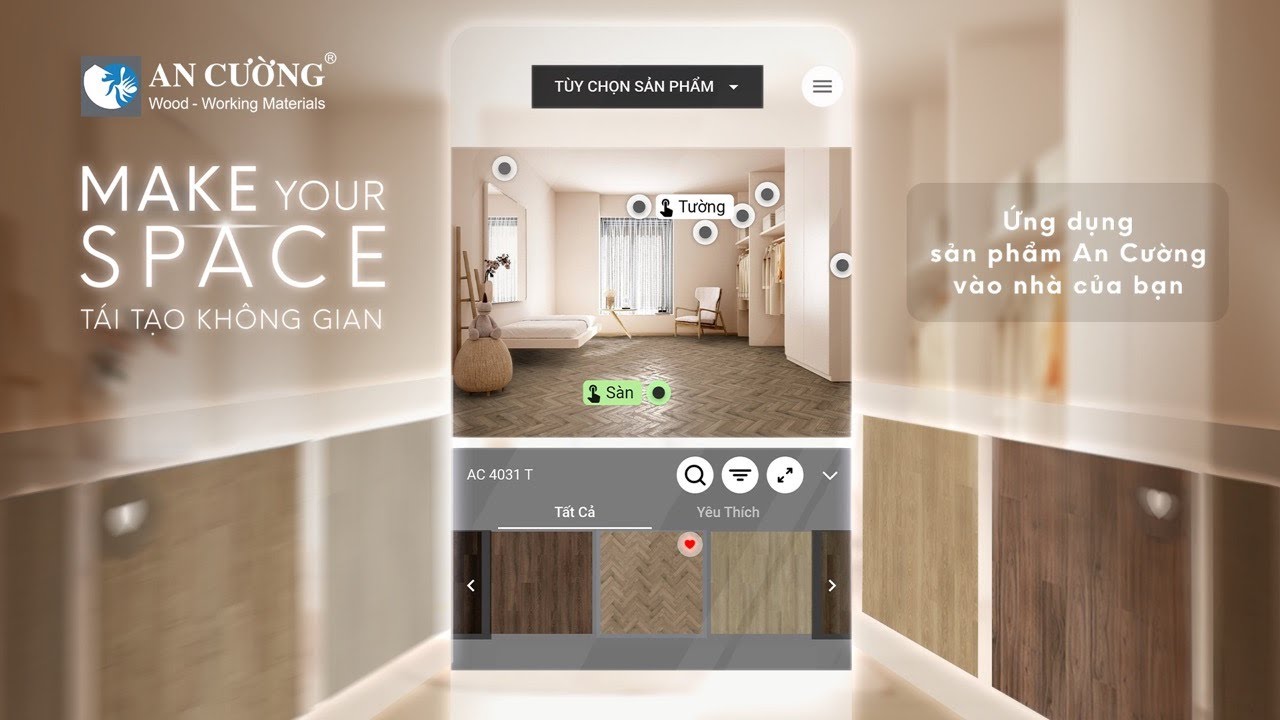 AN CƯỜNG®
Wood - Working Materials
MAKE YOUR
SPACE
TÁI TẠO KHÔNG GIAN
TÙY CHỌN SẢN PHẨM
Tường
Sàn
AC 4031 T
Tất Cả
Yêu Thích
Ứng dụng
sản phẩm An Cường
vào nhà của bạn